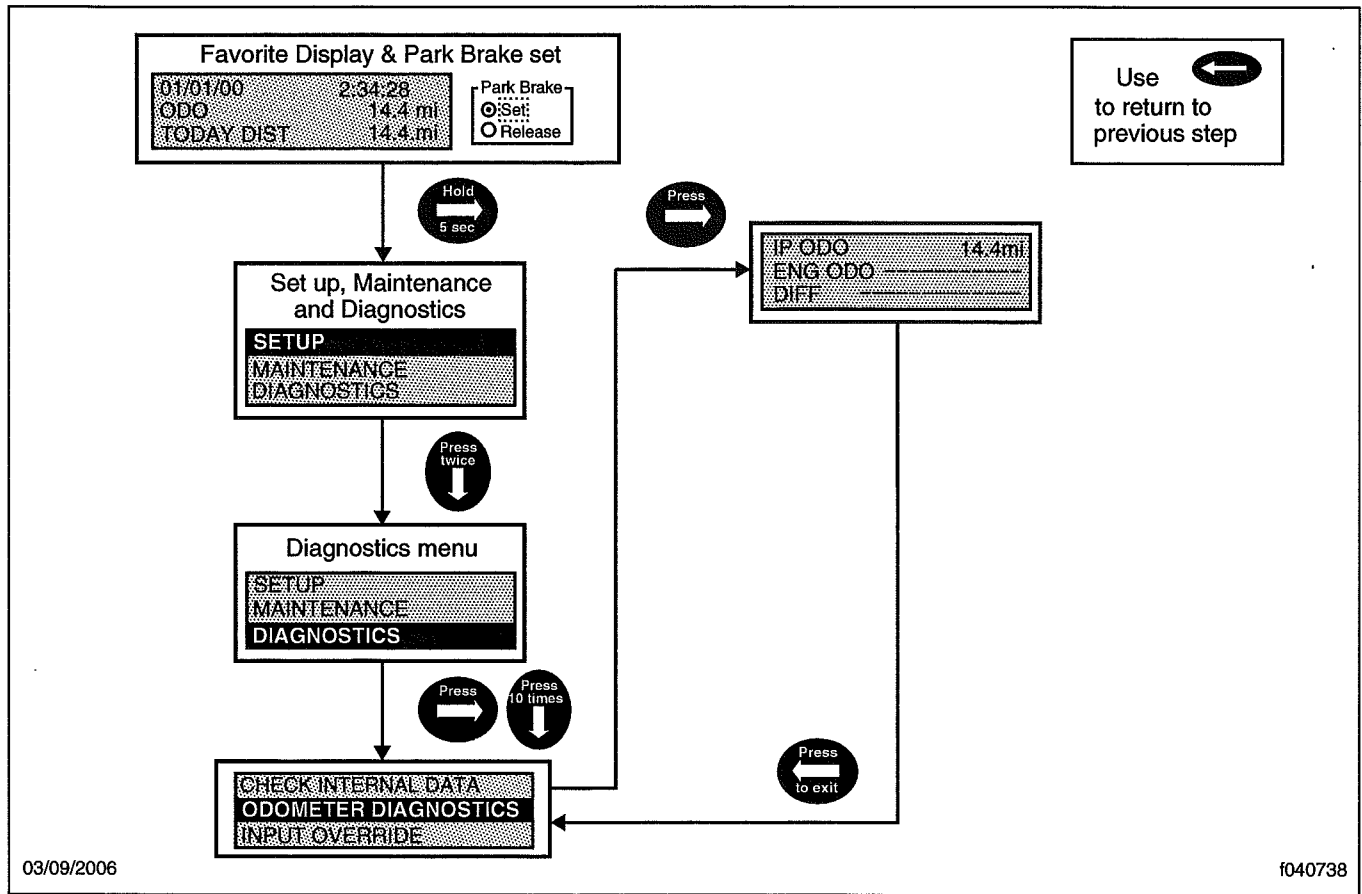 Favorite Display & Park Brake set
01/01/00 2:34:28
ODO 14.4 mi
TODAY DIST 14.4 mi
Park Brake
Set
Release
Use
to return to
previous step
Hold
5 sec
Press
IP ODO 14.4mi
ENG ODO ---------------
DIFF ---------------
Set up, Maintenance
and Diagnostics
SETUP
MAINTENANCE
DIAGNOSTICS
Press
twice
Diagnostics menu
SETUP
MAINTENANCE
DIAGNOSTICS
Press
Press
10 times
Press
to exit
CHECK INTERNAL DATA
ODOMETER DIAGNOSTICS
INPUT OVERRIDE
03/09/2006
f040738